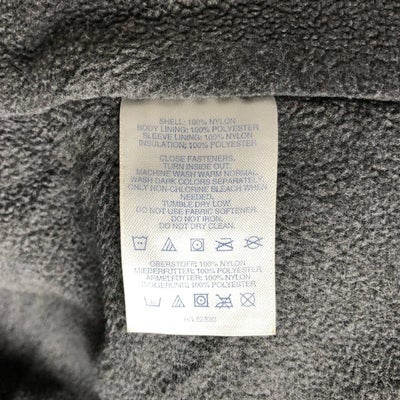 SHELL: 100% NYLON
BODY LINING: 100% POLYESTER
SLEEVE LINING: 100% NYLON
INSULATION: 100% POLYESTER
CLOSE FASTENERS,
TURN INSIDE OUT.
MACHINE WASH WARM NORMAL.
WASH DARK COLORS SEPARATELY.
ONLY NON-CHLORINE BLEACH WHEN
NEEDED.
TUMBLE DRY LOW.
DO NOT USE FABRIC SOFTENER.
DO NOT IRON.
DO NOT DRY CLEAN.
OBERSTOFF: 100% NYLON
MIEDERFUTTER: 100% POLYESTER
ÄRMELFUTTER: 100% NYLON
ISOLIERUNG: 100% POLYESTER